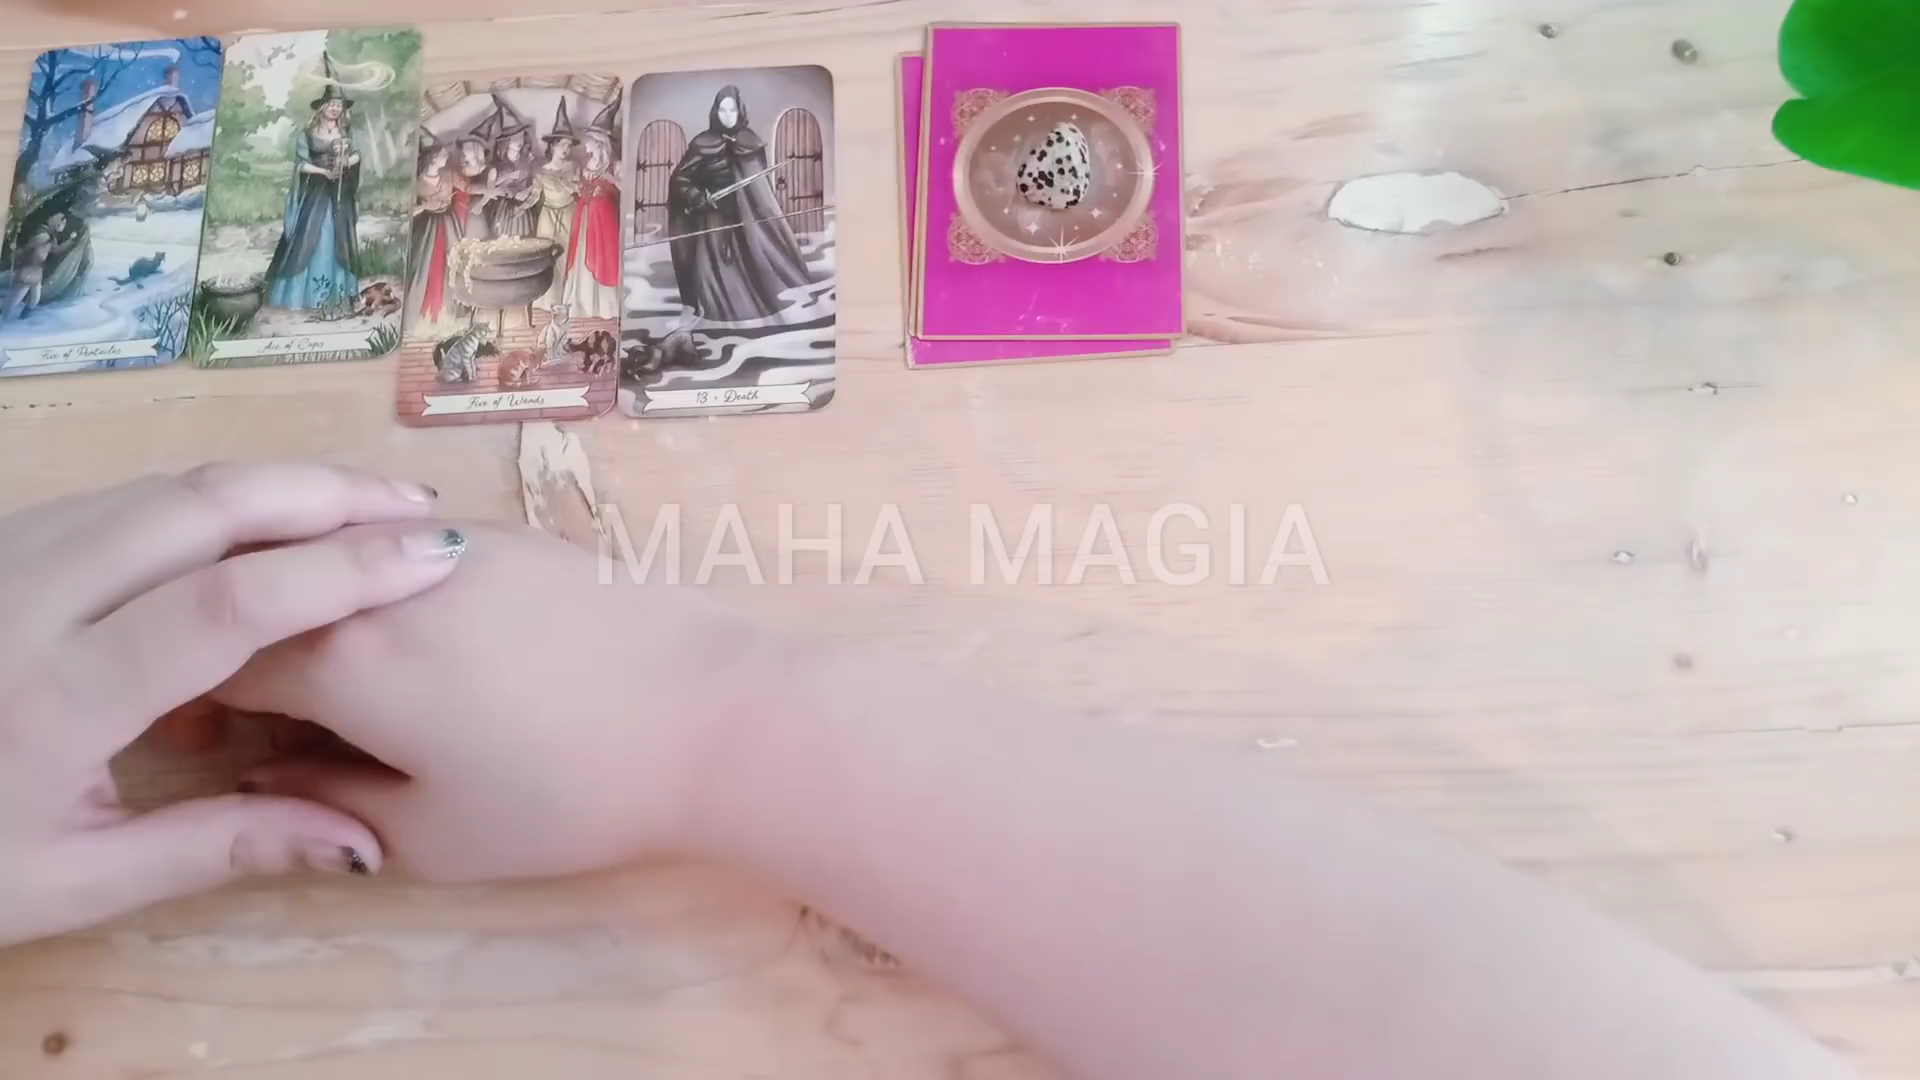 Five of Pentacles
Ace of Cups
Five of Wands
13 • Death
MAHA MAGIA